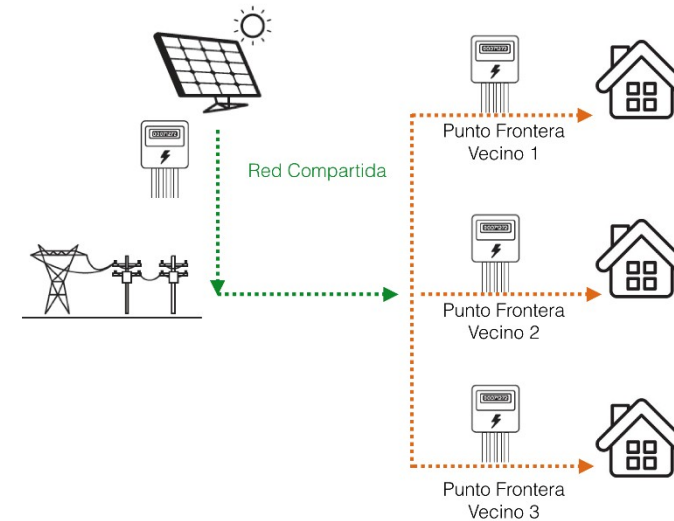 Red Compartida
Punto Frontera
Vecino 1
Punto Frontera
Vecino 2
Punto Frontera
Vecino 3